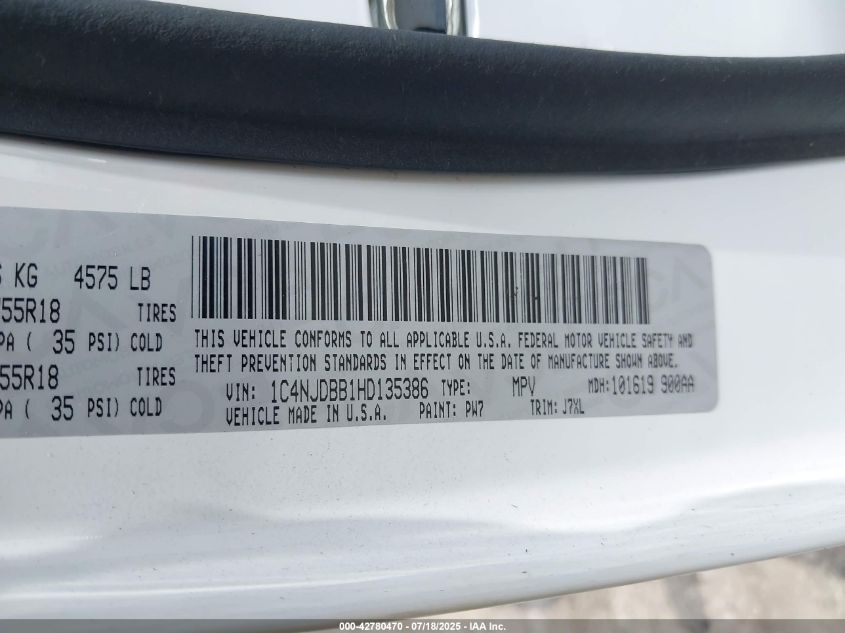 KG 4575 LB
55R18 TIRES
PA ( 35 PSI) COLD
55R18 TIRES
PA ( 35 PSI) COLD
THIS VEHICLE CONFORMS TO ALL APPLICABLE U.S.A. FEDERAL MOTOR VEHICLE SAFETY AND
THEFT PREVENTION STANDARDS IN EFFECT ON THE DATE OF MANUFACTURE SHOWN ABOVE.
VIN: 1C4NJDBB1HD135386 TYPE: MPV MDH: 101619 900AA
VEHICLE MADE IN U.S.A. PAINT: PW7 TRIM: J7XL
000-42780470 - 07/18/2025 - IAA Inc.